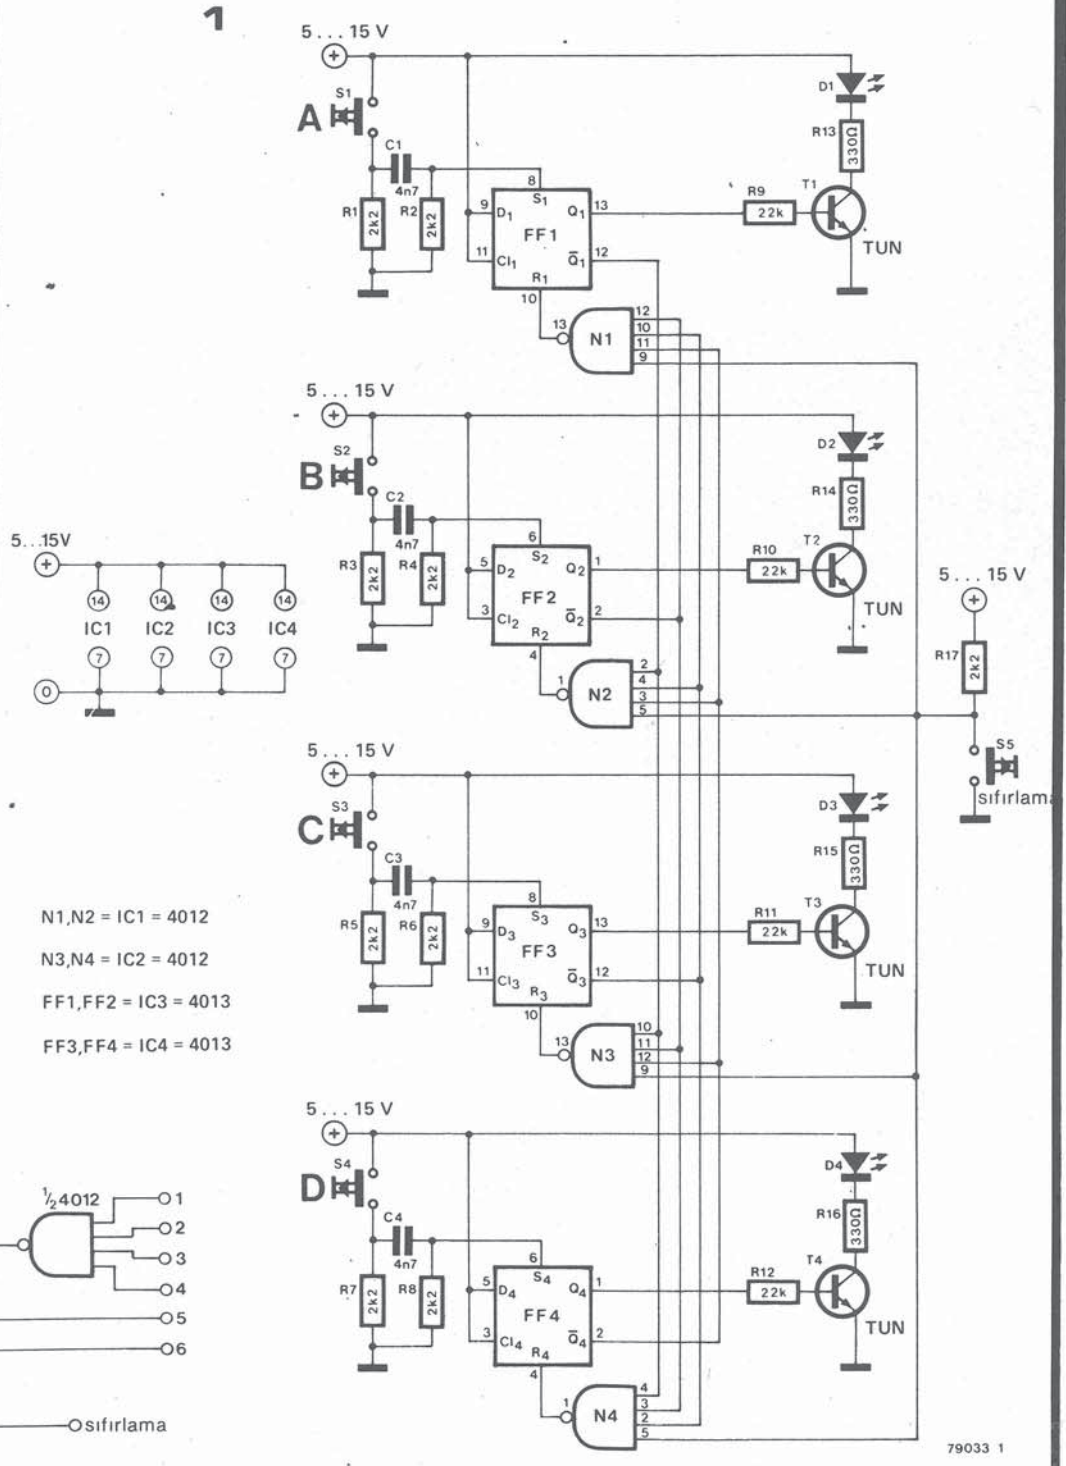 1
5 ... 15 V
+
S1
A
C1
4n7
R1
2k2
R2
2k2
8
S1
9
D1
Q1
13
FF1
11
Cl1
Q̅1
12
R1
10
R9
22k
D1
R13
330Ω
T1
TUN
13
N1
12
10
11
9
5 ... 15 V
+
S2
B
C2
4n7
R3
2k2
R4
2k2
6
S2
5
D2
Q2
1
FF2
3
Cl2
Q̅2
2
R2
4
R10
22k
D2
R14
330Ω
T2
TUN
1
N2
2
4
3
5
5...15V
+
14
14
14
14
IC1
IC2
IC3
IC4
7
7
7
7
0
5 ... 15 V
+
R17
2k2
S5
sıfırlama
5 ... 15 V
+
S3
C
C3
4n7
R5
2k2
R6
2k2
8
S3
9
D3
Q3
13
FF3
11
Cl3
Q̅3
12
R3
10
R11
22k
D3
R15
330Ω
T3
TUN
13
N3
10
11
12
9
N1,N2 = IC1 = 4012
N3,N4 = IC2 = 4012
FF1,FF2 = IC3 = 4013
FF3,FF4 = IC4 = 4013
5 ... 15 V
+
S4
D
C4
4n7
R7
2k2
R8
2k2
6
S4
5
D4
Q4
1
FF4
3
Cl4
Q̅4
2
R4
4
R12
22k
D4
R16
330Ω
T4
TUN
1
N4
4
3
2
5
½4012
1
2
3
4
5
6
sıfırlama
79033 1